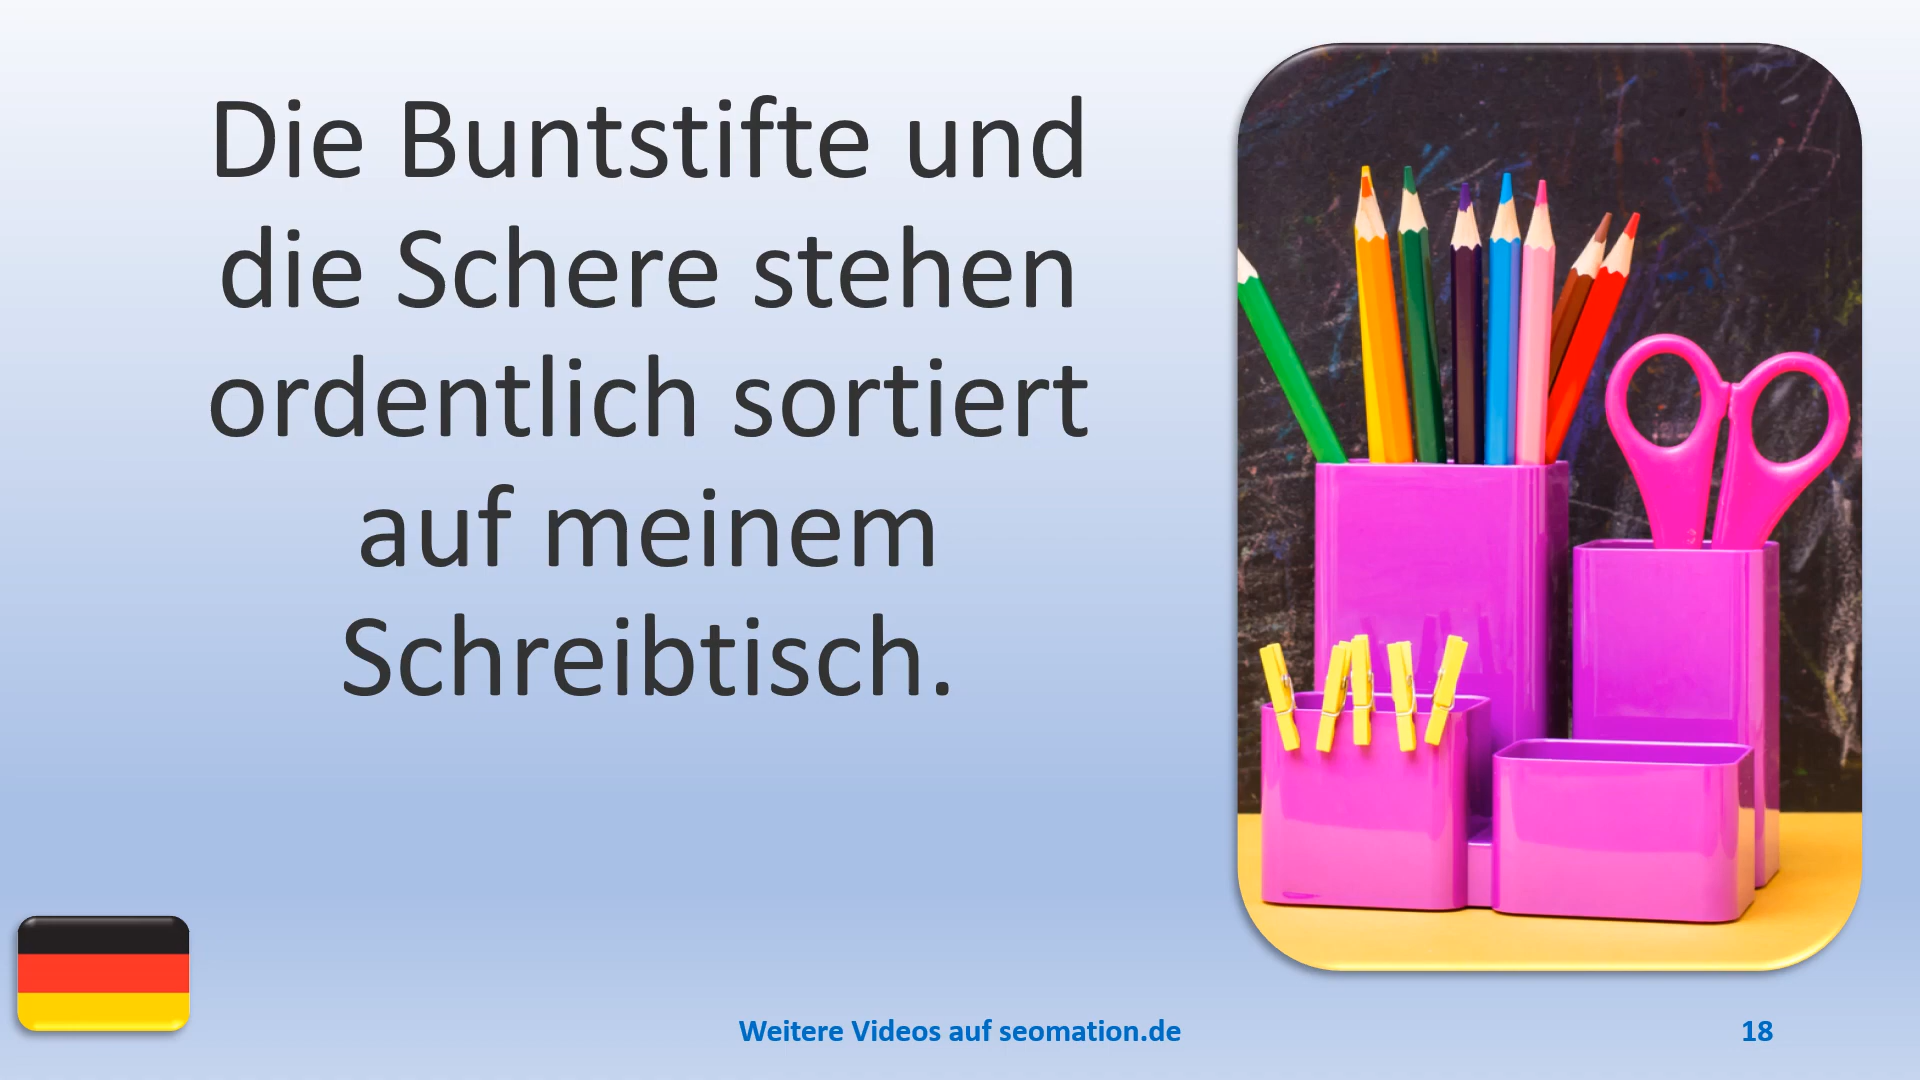 Die Buntstifte und
die Schere stehen
ordentlich sortiert
auf meinem
Schreibtisch.
Weitere Videos auf seomation.de
18